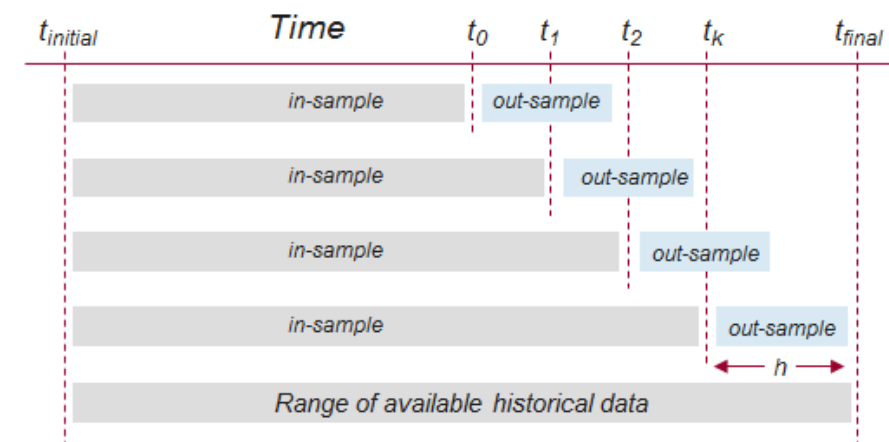 t_initial Time t_0 t_1 t_2 t_k t_final
in-sample out-sample
in-sample out-sample
in-sample out-sample
in-sample out-sample
h
Range of available historical data